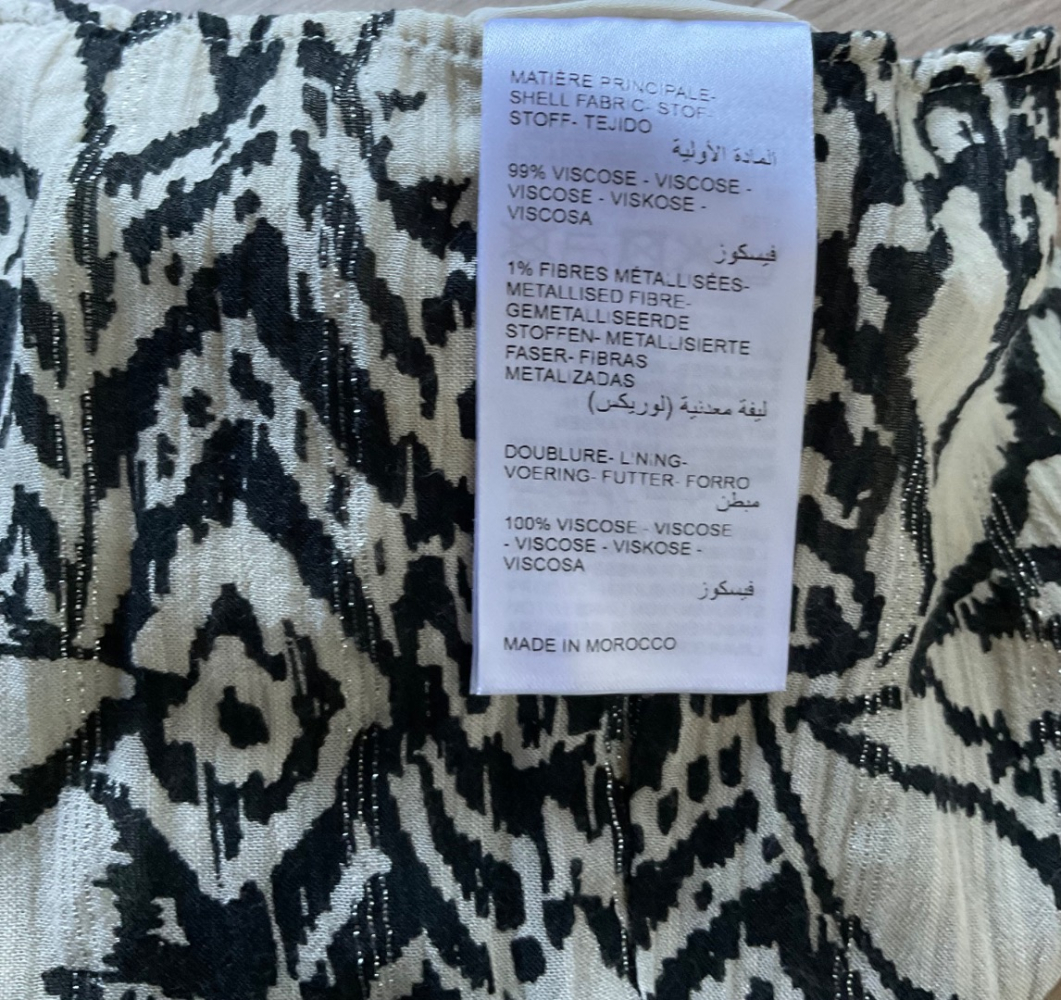 MATIÈRE PRINCIPALE-
SHELL FABRIC- STOF-
STOFF- TEJIDO
المادة الأولية
99% VISCOSE - VISCOSE -
VISCOSE - VISKOSE -
VISCOSA
فيسكوز
1% FIBRES MÉTALLISÉES-
METALLISED FIBRE-
GEMETALLISEERDE
STOFFEN- METALLISIERTE
FASER- FIBRAS
METALIZADAS
ليفة معدنية (لوريكس)
DOUBLURE- LINING-
VOERING- FUTTER- FORRO
مبطن
100% VISCOSE - VISCOSE
- VISCOSE - VISKOSE -
VISCOSA
فيسكوز
MADE IN MOROCCO